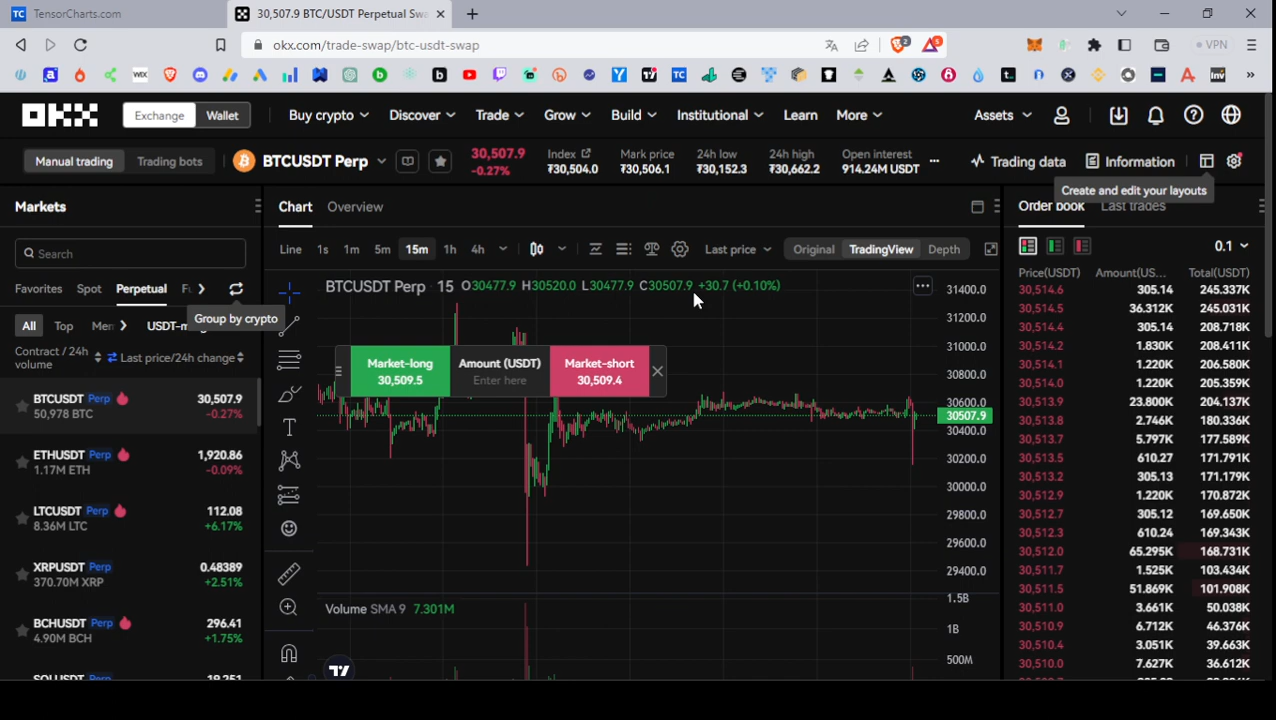 TensorCharts.com
30,507.9 BTC/USDT Perpetual Swa
okx.com/trade-swap/btc-usdt-swap
2
5
VPN
OKX
Exchange
Wallet
Buy crypto
Discover
Trade
Grow
Build
Institutional
Learn
More
Assets
Manual trading
Trading bots
BTCUSDT Perp
30,507.9
-0.27%
Index
₮30,504.0
Mark price
₮30,506.1
24h low
₮30,152.3
24h high
₮30,662.2
Open interest
914.24M USDT
Trading data
Information
Create and edit your layouts
Markets
Search
Favorites
Spot
Perpetual
Group by crypto
All
Top
USDT-m
Contract / 24h
volume
Last price/24h change
BTCUSDT Perp
50,978 BTC
30,507.9
-0.27%
ETHUSDT Perp
1.17M ETH
1,920.86
-0.09%
LTCUSDT Perp
8.36M LTC
112.08
+6.17%
XRPUSDT Perp
370.70M XRP
0.48389
+2.51%
BCHUSDT Perp
4.90M BCH
296.41
+1.75%
SOLUSDT Perp
19.251
Chart
Overview
Line
1s
1m
5m
15m
1h
4h
Last price
Original
TradingView
Depth
BTCUSDT Perp · 15 O30477.9 H30520.0 L30477.9 C30507.9 +30.7 (+0.10%)
Market-long
30,509.5
Amount (USDT)
Enter here
Market-short
30,509.4
31400.0
31200.0
31000.0
30800.0
30600.0
30507.9
30400.0
30200.0
30000.0
29800.0
29600.0
29400.0
Volume SMA 9 7.301M
1.5B
1B
500M
Order book
Last trades
0.1
Price(USDT) Amount(US... Total(USDT)
30,514.6 305.14 245.337K
30,514.5 36.312K 245.031K
30,514.4 305.14 208.718K
30,514.2 1.830K 208.411K
30,514.1 1.220K 206.580K
30,514.0 1.220K 205.359K
30,513.9 23.800K 204.137K
30,513.8 2.746K 180.336K
30,513.7 5.797K 177.589K
30,513.5 610.27 171.791K
30,513.2 305.13 171.179K
30,512.9 1.220K 170.872K
30,512.7 305.12 169.650K
30,512.3 610.24 169.343K
30,512.0 65.295K 168.731K
30,511.7 1.525K 103.434K
30,511.5 51.869K 101.908K
30,511.0 3.661K 50.038K
30,510.9 6.712K 46.376K
30,510.4 3.051K 39.663K
30,510.0 7.627K 36.612K